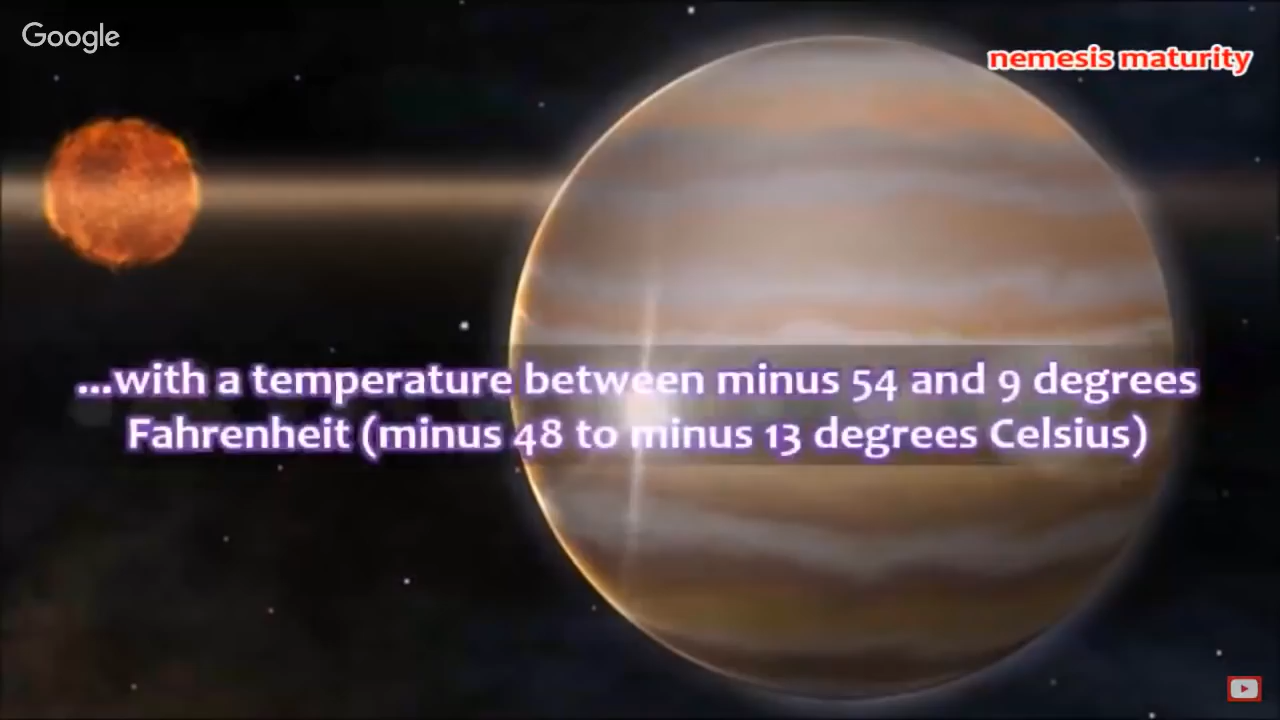 Google
nemesis maturity
...with a temperature between minus 54 and 9 degrees
Fahrenheit (minus 48 to minus 13 degrees Celsius)